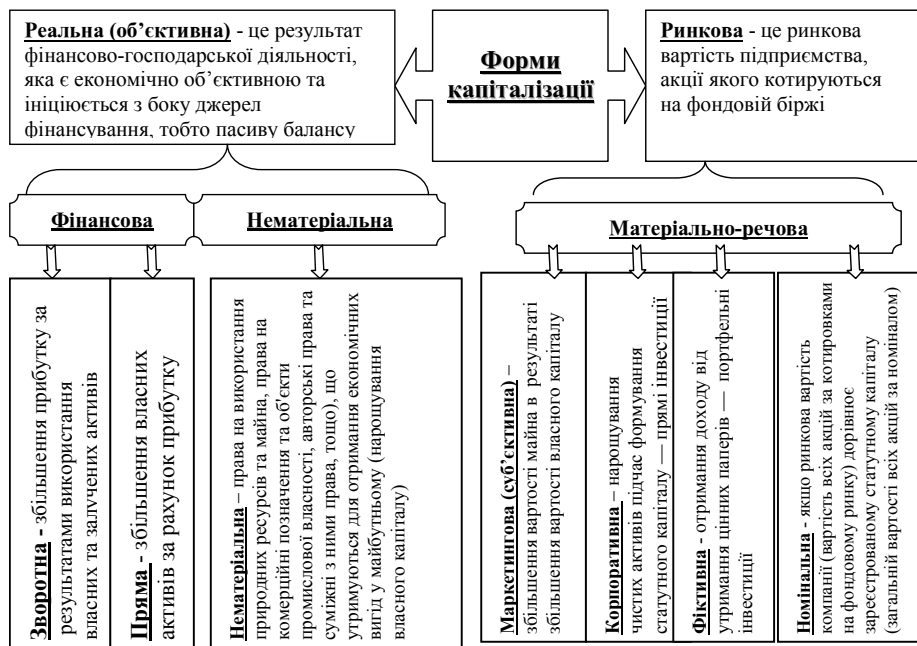 Реальна (об’єктивна) - це результат
фінансово-господарської діяльності,
яка є економічно об’єктивною та
ініціюється з боку джерел
фінансування, тобто пасиву балансу
Форми
капіталізації
Ринкова - це ринкова
вартість підприємства,
акції якого котируються
на фондовій біржі
Фінансова
Нематеріальна
Матеріально-речова
Зворотна - збільшення прибутку за
результатами використання
власних та залучених активів
Пряма - збільшення власних
активів за рахунок прибутку
Нематеріальна – права на використання
природних ресурсів та майна, права на
комерційні позначення та об'єкти
промислової власності, авторські права та
суміжні з ними права, тощо), що
утримуються для отримання економічних
вигід у майбутньому (нарощування
власного капіталу)
Маркетингова (суб’єктивна) –
збільшення вартості майна в результаті
збільшення вартості власного капіталу
Корпоративна – нарощування
чистих активів підчас формування
статутного капіталу — прямі інвестиції
Фіктивна - отримання доходу від
утримання цінних паперів — портфельні
інвестиції
Номінальна - якщо ринкова вартість
компанії (вартість всіх акцій за котировками
на фондовому ринку) дорівнює
зареєстрованому статутному капіталу
(загальній вартості всіх акцій за номіналом)